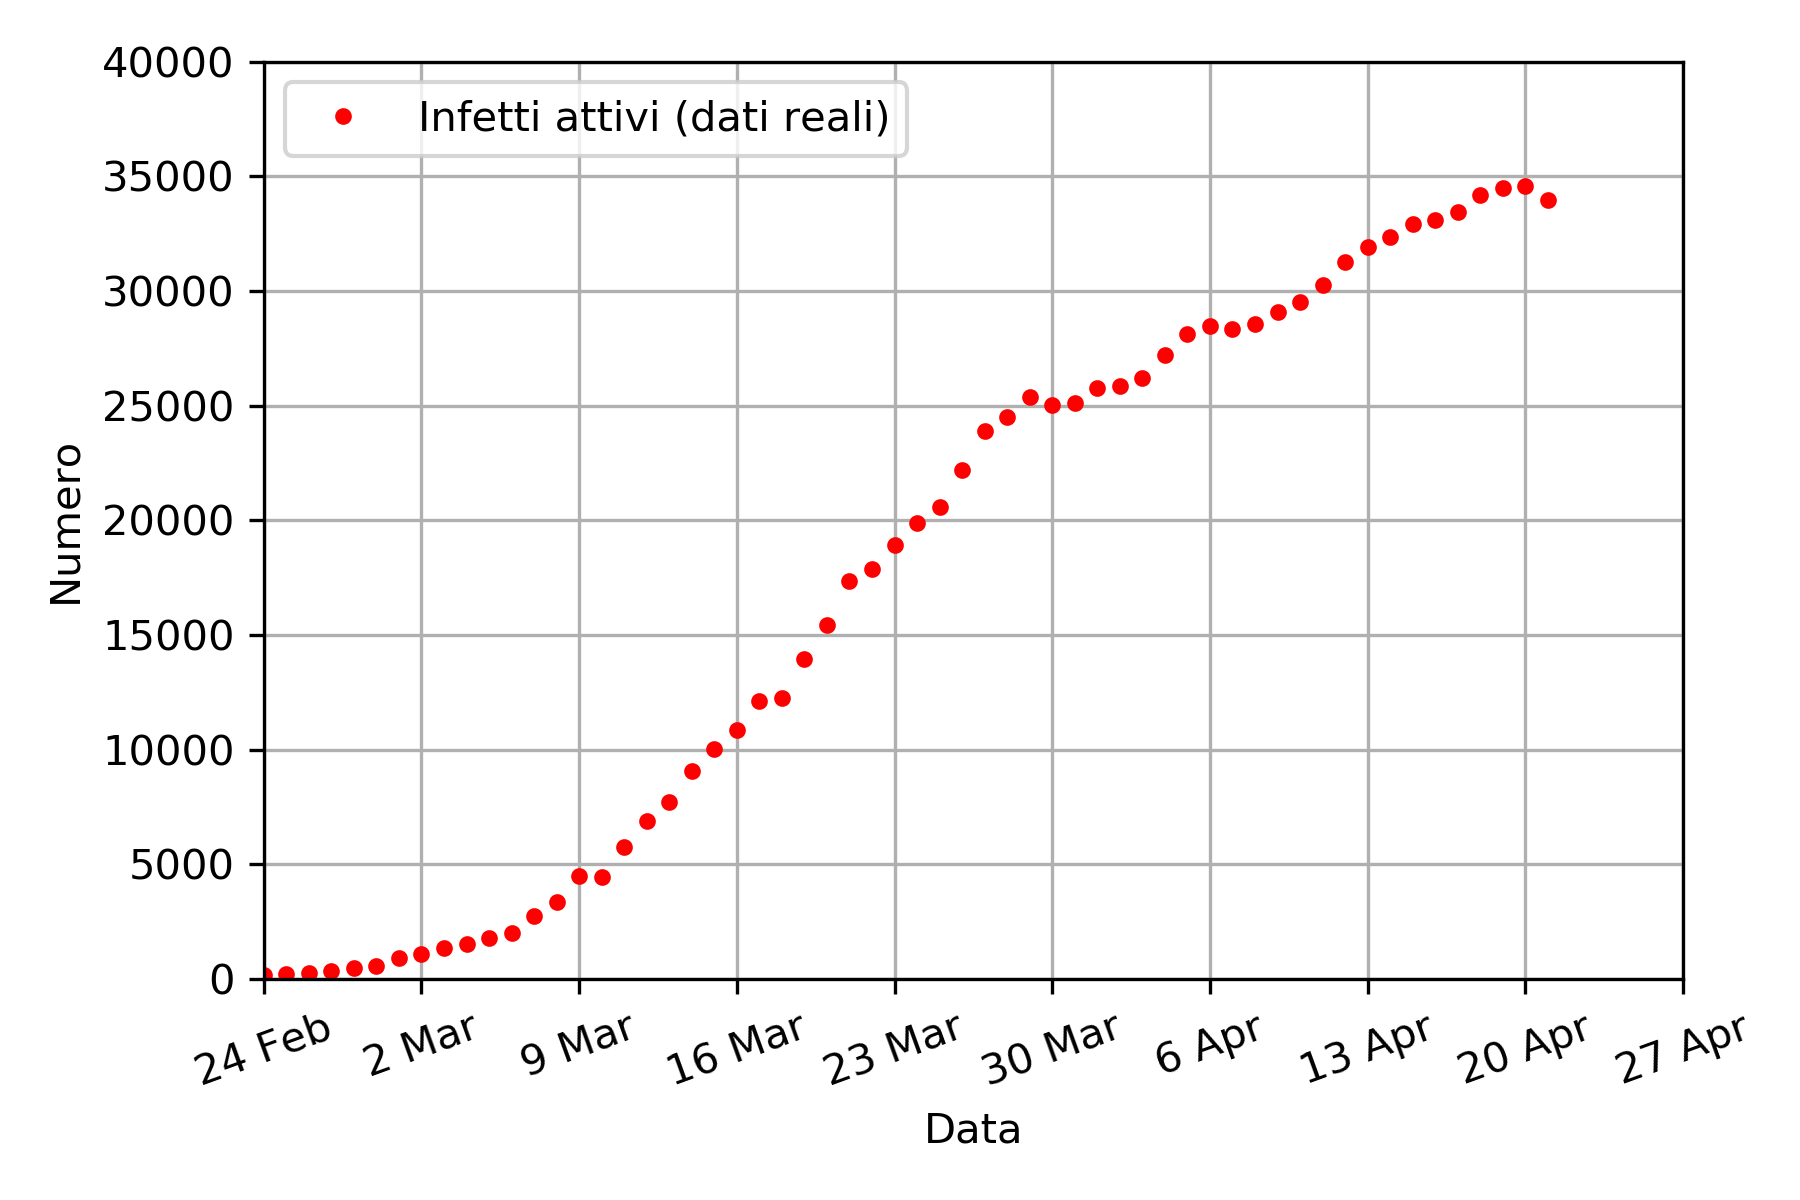 Infetti attivi (dati reali)
40000
35000
30000
25000
20000
15000
10000
5000
0
Numero
24 Feb
2 Mar
9 Mar
16 Mar
23 Mar
30 Mar
6 Apr
13 Apr
20 Apr
27 Apr
Data